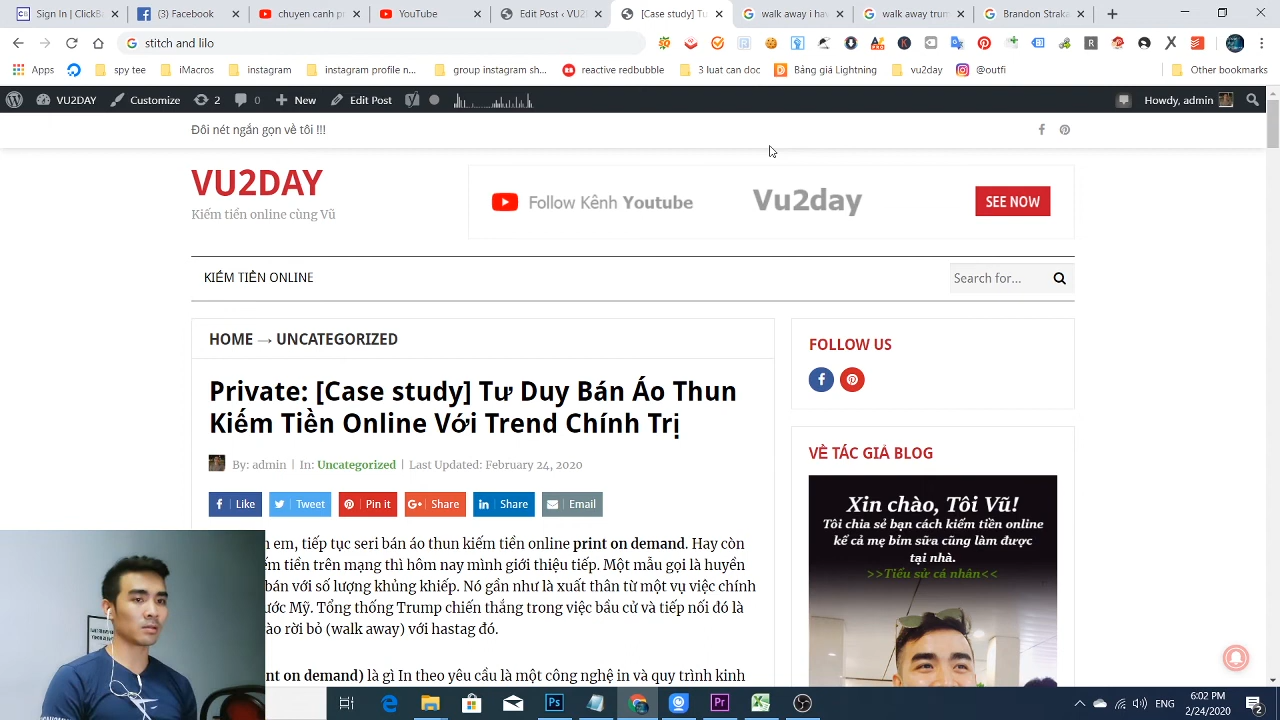 Sign in | Click
YouTube
Edit Post ‹ VU2
[Case study] Tu
walk away
walk away trum
Brandon Straka
stitch and lilo
Apps
spy tee
iMacros
instagram
instagram profile n...
group instagram sh...
reactive redbubble
3 luat can doc
Bảng giá Lightning
vu2day
@outfi
Other bookmarks
VU2DAY
Customize
2
0
New
Edit Post
Howdy, admin
Đôi nét ngắn gọn về tôi !!!
VU2DAY
Kiếm tiền online cùng Vũ
Follow Kênh Youtube
Vu2day
SEE NOW
KIẾM TIỀN ONLINE
Search for...
HOME → UNCATEGORIZED
Private: [Case study] Tư Duy Bán Áo Thun
Kiếm Tiền Online Với Trend Chính Trị
By: admin | In: Uncategorized | Last Updated: February 24, 2020
Like
Tweet
Pin it
Share
Share
Email
em, tiếp tục seri bán áo thun kiếm tiền online print on demand. Hay còn
m tiền trên mạng thì hôm nay mình giới thiệu tiếp. Một mẫu gọi là huyền
bán với số lượng khủng khiếp. Nó gần như là xuất thân từ một vụ việc chính
ước Mỹ. Tổng thống Trump chiến thắng trong việc bầu cử và tiếp nối đó là
ào rời bỏ (walk away) với hastag đó.
nt on demand) là gì In theo yêu cầu là một công nghệ in và quy trình kinh
FOLLOW US
VỀ TÁC GIẢ BLOG
Xin chào, Tôi Vũ!
Tôi chia sẻ bạn cách kiếm tiền online
kể cả mẹ bỉm sữa cũng làm được
tại nhà.
>>Tiểu sử cá nhân<<
6:02 PM
2/24/2020
2